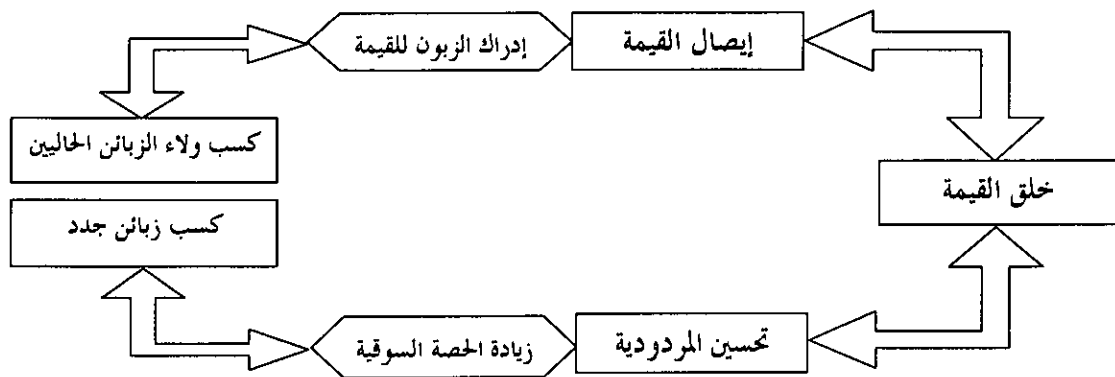 إيصال القيمة
إدراك الزبون للقيمة
كسب ولاء الزبائن الحاليين
خلق القيمة
كسب زبائن جدد
تحسين المردودية
زيادة الحصة السوقية